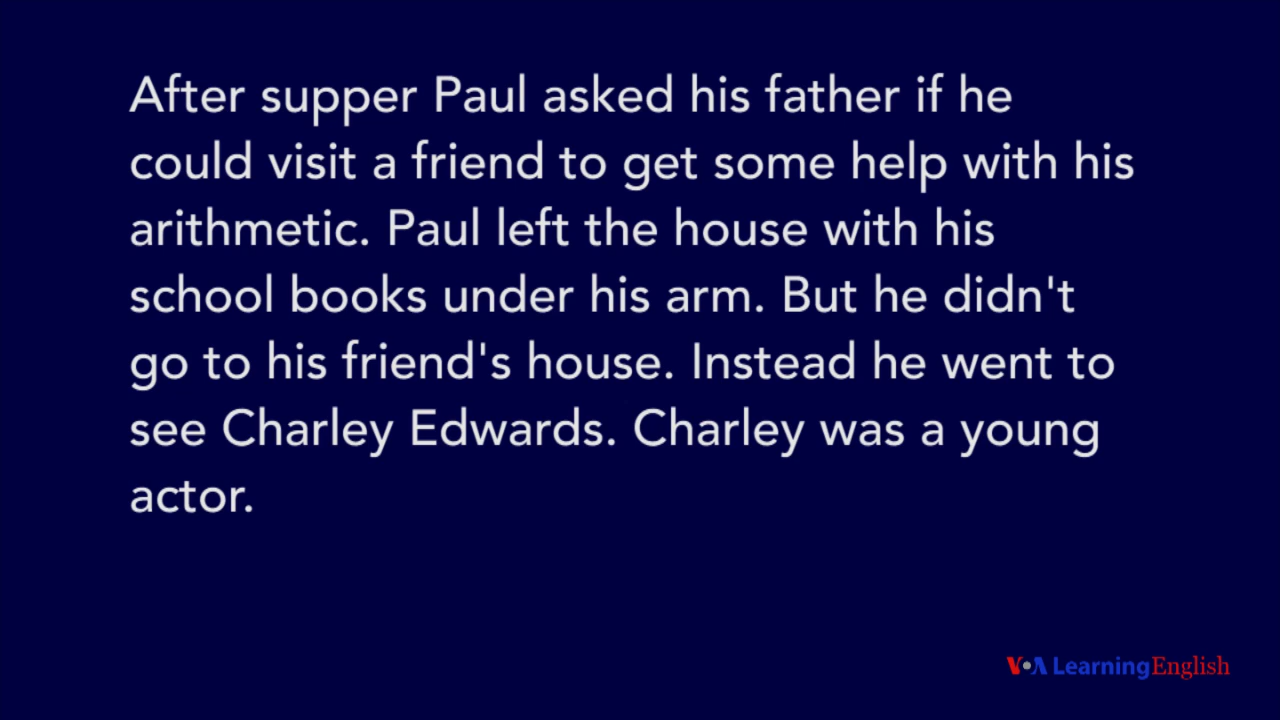 After supper Paul asked his father if he
could visit a friend to get some help with his
arithmetic. Paul left the house with his
school books under his arm. But he didn't
go to his friend's house. Instead he went to
see Charley Edwards. Charley was a young
actor.
VOA Learning English